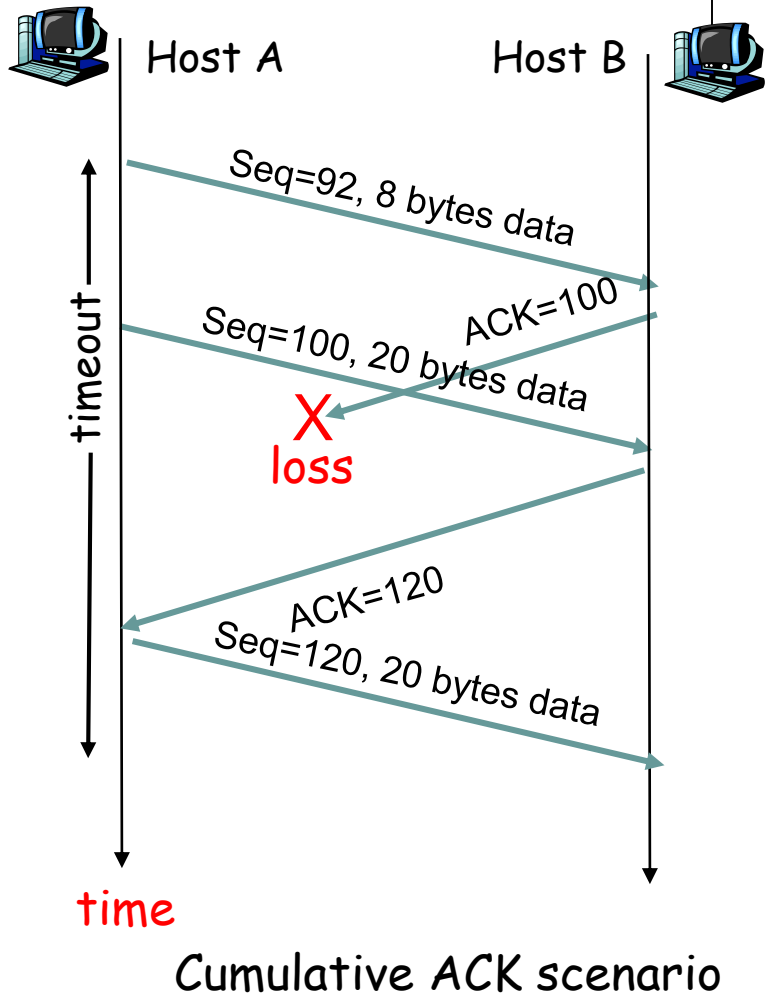 Host A
Host B
Seq=92, 8 bytes data
ACK=100
timeout
Seq=100, 20 bytes data
X
loss
ACK=120
Seq=120, 20 bytes data
time
Cumulative ACK scenario